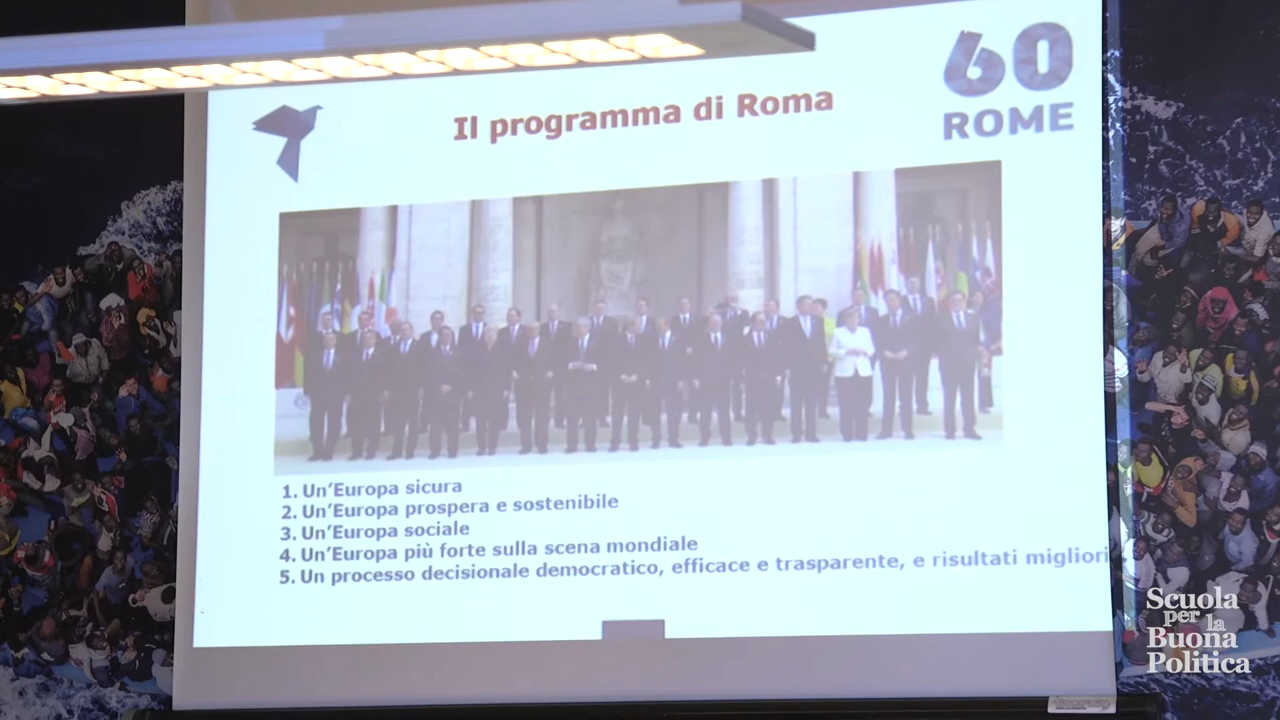 60
ROME
Il programma di Roma
1. Un'Europa sicura
2. Un'Europa prospera e sostenibile
3. Un'Europa sociale
4. Un'Europa più forte sulla scena mondiale
5. Un processo decisionale democratico, efficace e trasparente, e risultati migliori
Scuola
per la
Buona
Politica